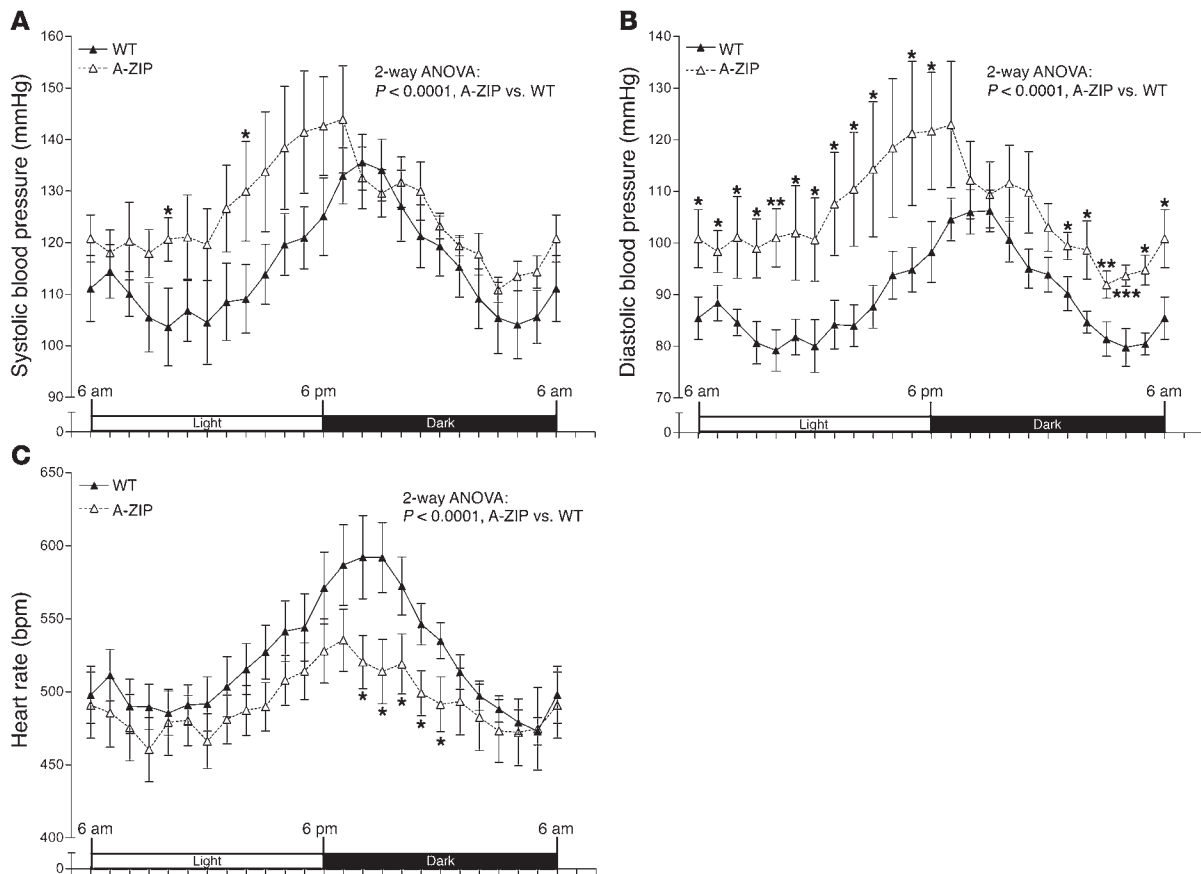 A
160
150
140
130
120
110
100
90
0
Systolic blood pressure (mmHg)
WT
A-ZIP
2-way ANOVA:
P < 0.0001, A-ZIP vs. WT
*
*
6 am
6 pm
6 am
Light
Dark
B
140
130
120
110
100
90
80
70
0
Diastolic blood pressure (mmHg)
WT
A-ZIP
2-way ANOVA:
P < 0.0001, A-ZIP vs. WT
*
*
*
*
**
*
*
*
*
*
*
*
*
*
**
***
*
*
6 am
6 pm
6 am
Light
Dark
C
650
600
550
500
450
400
0
Heart rate (bpm)
WT
A-ZIP
2-way ANOVA:
P < 0.0001, A-ZIP vs. WT
*
*
*
*
*
6 am
6 pm
6 am
Light
Dark